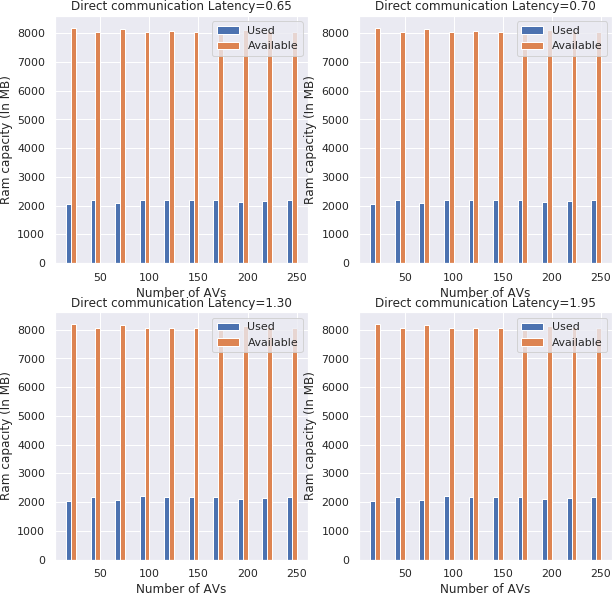 Direct communication Latency=0.65
Ram capacity (In MB)
8000
7000
6000
5000
4000
3000
2000
1000
0
Used
Available
50 100 150 200 250
Number of AVs
Direct communication Latency=0.70
Ram capacity (In MB)
8000
7000
6000
5000
4000
3000
2000
1000
0
Used
Available
50 100 150 200 250
Number of AVs
Direct communication Latency=1.30
Ram capacity (In MB)
8000
7000
6000
5000
4000
3000
2000
1000
0
Used
Available
50 100 150 200 250
Number of AVs
Direct communication Latency=1.95
Ram capacity (In MB)
8000
7000
6000
5000
4000
3000
2000
1000
0
Used
Available
50 100 150 200 250
Number of AVs